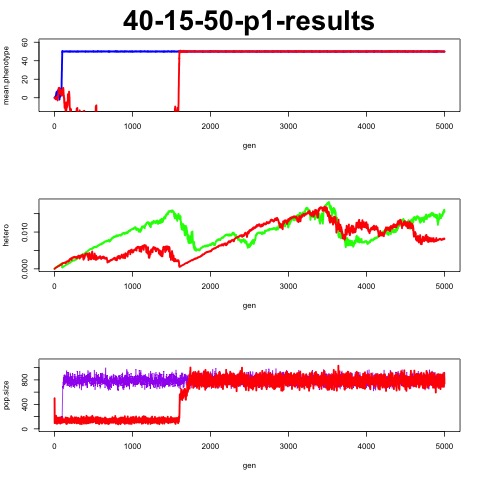 40-15-50-p1-results
mean.phenotype
60
40
20
0
0 1000 2000 3000 4000 5000
gen
hetero
0.010
0.000
0 1000 2000 3000 4000 5000
gen
pop.size
800
400
200
0
0 1000 2000 3000 4000 5000
gen